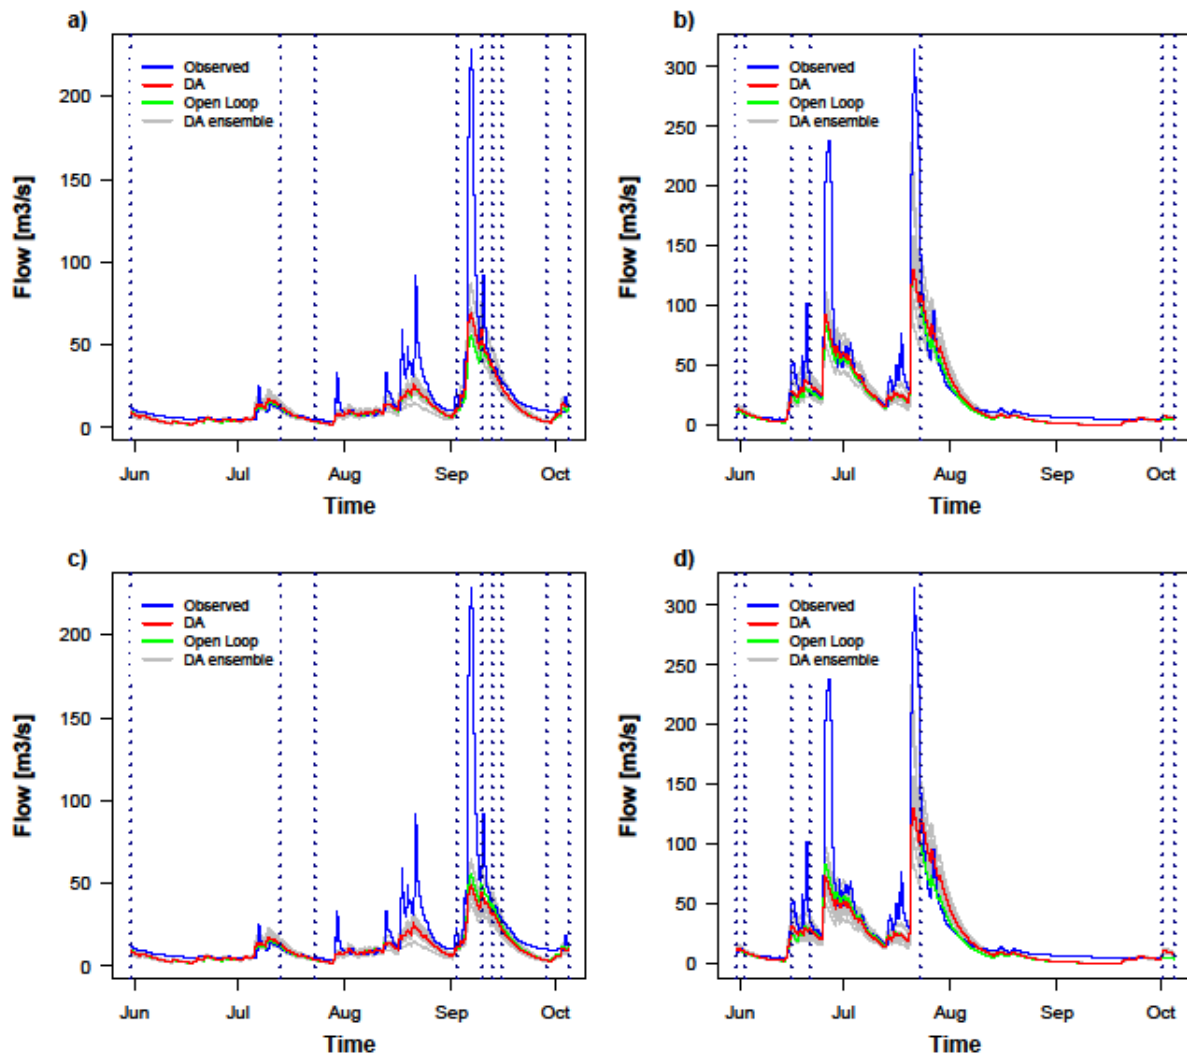 a)
Flow [m3/s]
200
150
100
50
0
Observed
DA
Open Loop
DA ensemble
Jun Jul Aug Sep Oct
Time
b)
Flow [m3/s]
300
250
200
150
100
50
0
Observed
DA
Open Loop
DA ensemble
Jun Jul Aug Sep Oct
Time
c)
Flow [m3/s]
200
150
100
50
0
Observed
DA
Open Loop
DA ensemble
Jun Jul Aug Sep Oct
Time
d)
Flow [m3/s]
300
250
200
150
100
50
0
Observed
DA
Open Loop
DA ensemble
Jun Jul Aug Sep Oct
Time